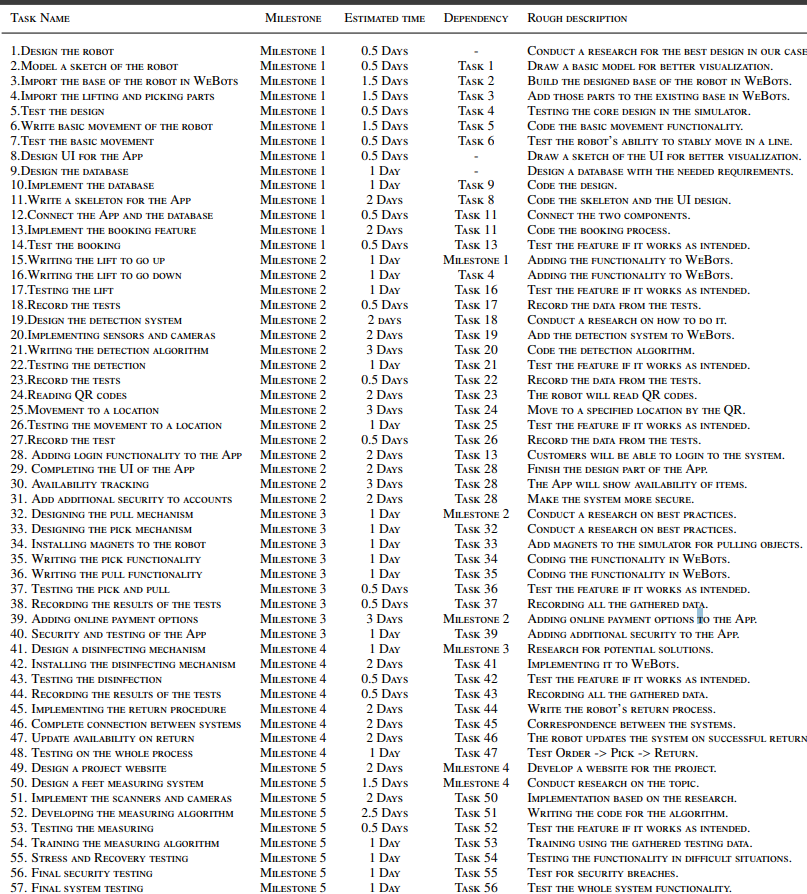 Task Name Milestone Estimated time Dependency Rough description
1.Design the robot Milestone 1 0.5 Days - Conduct a research for the best design in our case
2.Model a sketch of the robot Milestone 1 0.5 Days Task 1 Draw a basic model for better visualization.
3.Import the base of the robot in WeBots Milestone 1 1.5 Days Task 2 Build the designed base of the robot in WeBots.
4.Import the lifting and picking parts Milestone 1 1.5 Days Task 3 Add those parts to the existing base in WeBots.
5.Test the design Milestone 1 0.5 Days Task 4 Testing the core design in the simulator.
6.Write basic movement of the robot Milestone 1 1.5 Days Task 5 Code the basic movement functionality.
7.Test the basic movement Milestone 1 0.5 Days Task 6 Test the robot's ability to stably move in a line.
8.Design UI for the App Milestone 1 0.5 Days - Draw a sketch of the UI for better visualization.
9.Design the database Milestone 1 1 Day - Design a database with the needed requirements.
10.Implement the database Milestone 1 1 Day Task 9 Code the design.
11.Write a skeleton for the App Milestone 1 2 Days Task 8 Code the skeleton and the UI design.
12.Connect the App and the database Milestone 1 0.5 Days Task 11 Connect the two components.
13.Implement the booking feature Milestone 1 2 Days Task 11 Code the booking process.
14.Test the booking Milestone 1 0.5 Days Task 13 Test the feature if it works as intended.
15.Writing the lift to go up Milestone 2 1 Day Milestone 1 Adding the functionality to WeBots.
16.Writing the lift to go down Milestone 2 1 Day Task 4 Adding the functionality to WeBots.
17.Testing the lift Milestone 2 1 Day Task 16 Test the feature if it works as intended.
18.Record the tests Milestone 2 0.5 Days Task 17 Record the data from the tests.
19.Design the detection system Milestone 2 2 days Task 18 Conduct a research on how to do it.
20.Implementing sensors and cameras Milestone 2 2 Days Task 19 Add the detection system to WeBots.
21.Writing the detection algorithm Milestone 2 3 Days Task 20 Code the detection algorithm.
22.Testing the detection Milestone 2 1 Day Task 21 Test the feature if it works as intended.
23.Record the tests Milestone 2 0.5 Days Task 22 Record the data from the tests.
24.Reading QR codes Milestone 2 2 Days Task 23 The robot will read QR codes.
25.Movement to a location Milestone 2 3 Days Task 24 Move to a specified location by the QR.
26.Testing the movement to a location Milestone 2 1 Day Task 25 Test the feature if it works as intended.
27.Record the test Milestone 2 0.5 Days Task 26 Record the data from the tests.
28. Adding login functionality to the App Milestone 2 2 Days Task 13 Customers will be able to login to the system.
29. Completing the UI of the App Milestone 2 2 Days Task 28 Finish the design part of the App.
30. Availability tracking Milestone 2 3 Days Task 28 The App will show availability of items.
31. Add additional security to accounts Milestone 2 2 Days Task 28 Make the system more secure.
32. Designing the pull mechanism Milestone 3 1 Day Milestone 2 Conduct a research on best practices.
33. Designing the pick mechanism Milestone 3 1 Day Task 32 Conduct a research on best practices.
34. Installing magnets to the robot Milestone 3 1 Day Task 33 Add magnets to the simulator for pulling objects.
35. Writing the pick functionality Milestone 3 1 Day Task 34 Coding the functionality in WeBots.
36. Writing the pull functionality Milestone 3 1 Day Task 35 Coding the functionality in WeBots.
37. Testing the pick and pull Milestone 3 0.5 Days Task 36 Test the feature if it works as intended.
38. Recording the results of the tests Milestone 3 0.5 Days Task 37 Recording all the gathered data.
39. Adding online payment options Milestone 3 3 Days Milestone 2 Adding online payment options to the App.
40. Security and testing of the App Milestone 3 1 Day Task 39 Adding additional security to the App.
41. Design a disinfecting mechanism Milestone 4 1 Day Milestone 3 Research for potential solutions.
42. Installing the disinfecting mechanism Milestone 4 2 Days Task 41 Implementing it to WeBots.
43. Testing the disinfection Milestone 4 0.5 Days Task 42 Test the feature if it works as intended.
44. Recording the results of the tests Milestone 4 0.5 Days Task 43 Recording all the gathered data.
45. Implementing the return procedure Milestone 4 2 Days Task 44 Write the robot's return process.
46. Complete connection between systems Milestone 4 2 Days Task 45 Correspondence between the systems.
47. Update availability on return Milestone 4 2 Days Task 46 The robot updates the system on successful return
48. Testing on the whole process Milestone 4 1 Day Task 47 Test Order -> Pick -> Return.
49. Design a project website Milestone 5 2 Days Milestone 4 Develop a website for the project.
50. Design a feet measuring system Milestone 5 1.5 Days Milestone 4 Conduct research on the topic.
51. Implement the scanners and cameras Milestone 5 2 Days Task 50 Implementation based on the research.
52. Developing the measuring algorithm Milestone 5 2.5 Days Task 51 Writing the code for the algorithm.
53. Testing the measuring Milestone 5 0.5 Days Task 52 Test the feature if it works as intended.
54. Training the measuring algorithm Milestone 5 1 Day Task 53 Training using the gathered testing data.
55. Stress and Recovery testing Milestone 5 1 Day Task 54 Testing the functionality in difficult situations.
56. Final security testing Milestone 5 1 Day Task 55 Test for security breaches.
57. Final system testing Milestone 5 1 Day Task 56 Test the whole system functionality.